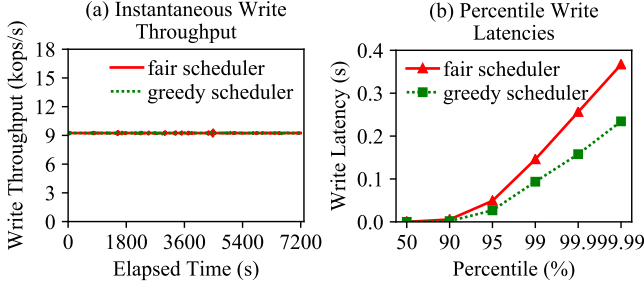 (a) Instantaneous Write
Throughput
Write Throughput (kops/s)
18
15
12
9
6
3
0
fair scheduler
greedy scheduler
0 1800 3600 5400 7200
Elapsed Time (s)
(b) Percentile Write
Latencies
Write Latency (s)
0.4
0.3
0.2
0.1
0.0
fair scheduler
greedy scheduler
50 90 95 99 99.9 99.99
Percentile (%)